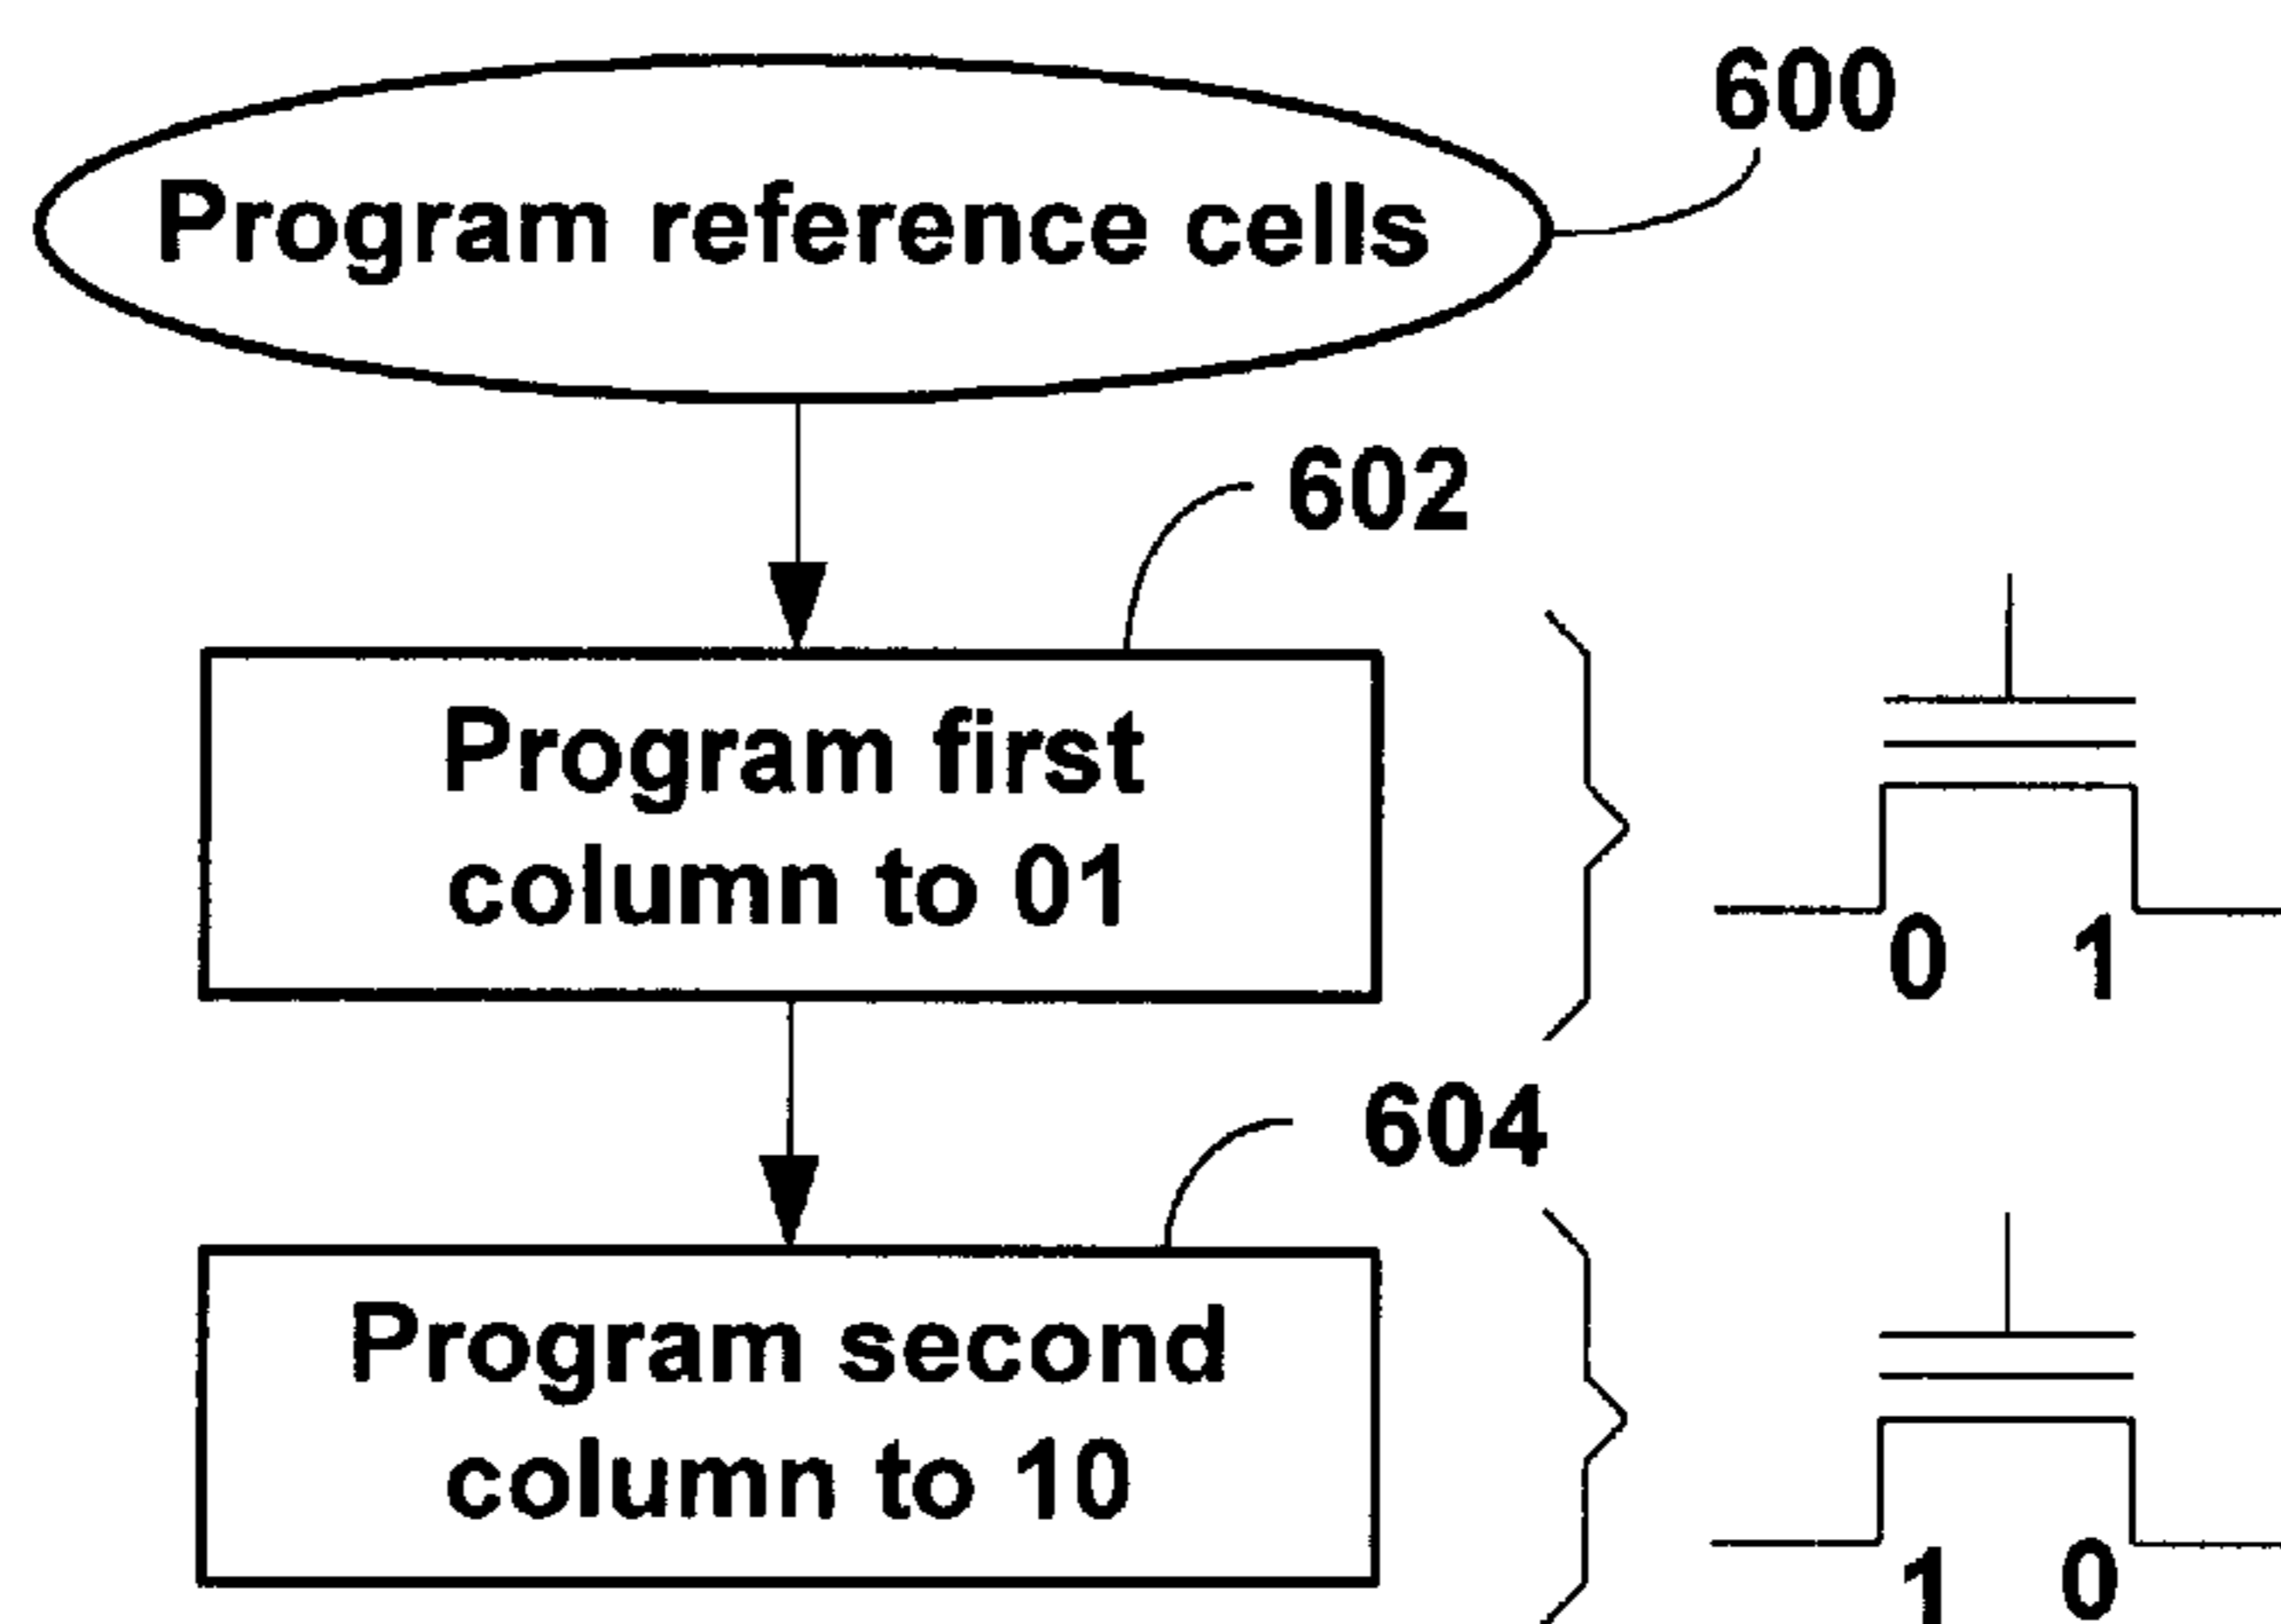 600
Program reference cells
602
Program first
column to 01
0 1
604
Program second
column to 10
1 0